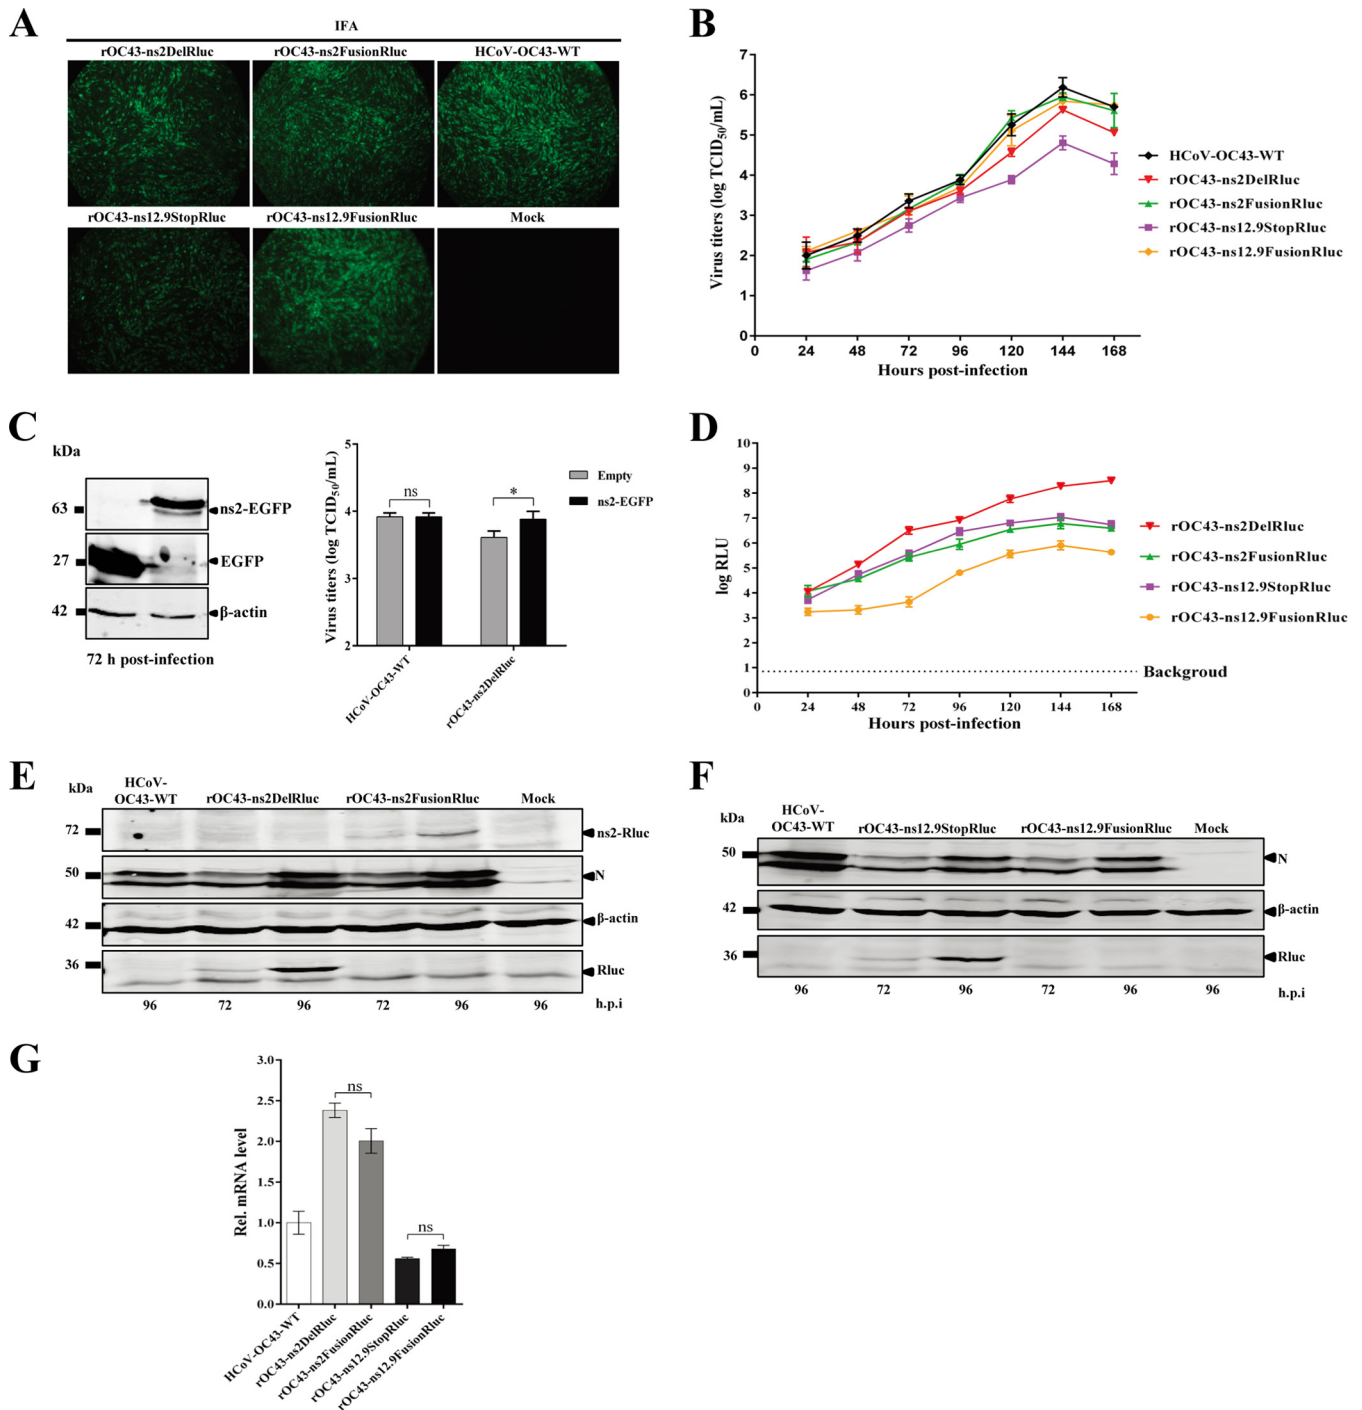 A
IFA
rOC43-ns2DelRluc
rOC43-ns2FusionRluc
HCoV-OC43-WT
rOC43-ns12.9StopRluc
rOC43-ns12.9FusionRluc
Mock
B
Virus titers (log TCID50/mL)
7
6
5
4
3
2
1
0
0
24
48
72
96
120
144
168
Hours post-infection
HCoV-OC43-WT
rOC43-ns2DelRluc
rOC43-ns2FusionRluc
rOC43-ns12.9StopRluc
rOC43-ns12.9FusionRluc
C
kDa
63
ns2-EGFP
27
EGFP
42
β-actin
72 h post-infection
Virus titers (log TCID50/mL)
5
4
3
2
ns
*
Empty
ns2-EGFP
HCoV-OC43-WT
rOC43-ns2DelRluc
D
log RLU
10
9
8
7
6
5
4
3
2
1
0
0
24
48
72
96
120
144
168
Hours post-infection
rOC43-ns2DelRluc
rOC43-ns2FusionRluc
rOC43-ns12.9StopRluc
rOC43-ns12.9FusionRluc
Backgroud
E
kDa
HCoV-
OC43-WT
rOC43-ns2DelRluc
rOC43-ns2FusionRluc
Mock
72
ns2-Rluc
50
N
42
β-actin
36
Rluc
96
72
96
72
96
96
h.p.i
F
kDa
HCoV-
OC43-WT
rOC43-ns12.9StopRluc
rOC43-ns12.9FusionRluc
Mock
50
N
42
β-actin
36
Rluc
96
72
96
72
96
96
h.p.i
G
Rel. mRNA level
3.0
2.5
2.0
1.5
1.0
0.5
0.0
ns
ns
HCoV-OC43-WT
rOC43-ns2DelRluc
rOC43-ns2FusionRluc
rOC43-ns12.9StopRluc
rOC43-ns12.9FusionRluc